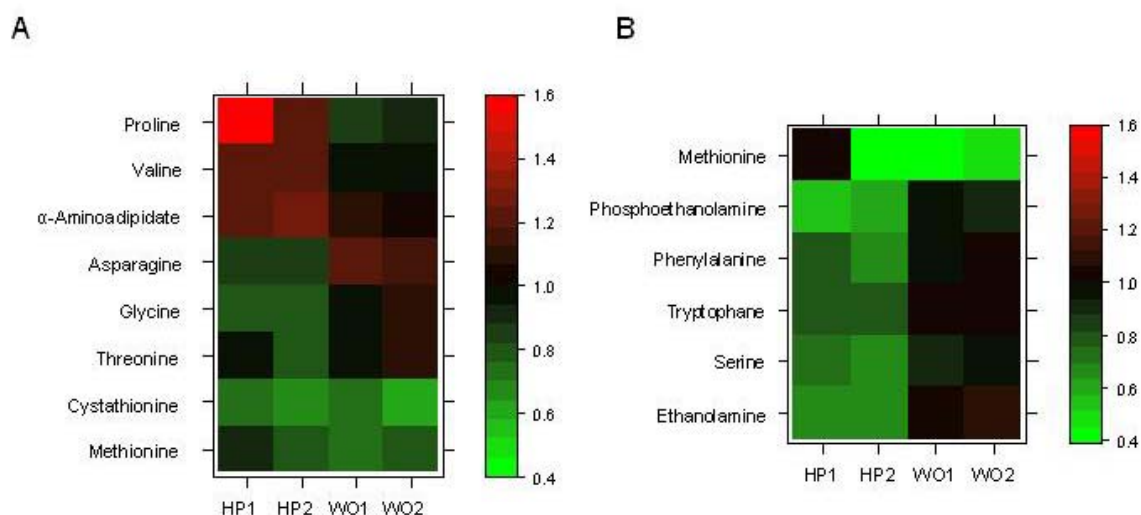 A
Proline
Valine
α-Aminoadipidate
Asparagine
Glycine
Threonine
Cystathionine
Methionine
HP1 HP2 WO1 WO2
1.6
1.4
1.2
1.0
0.8
0.6
0.4
B
Methionine
Phosphoethanolamine
Phenylalanine
Tryptophane
Serine
Ethanolamine
HP1 HP2 WO1 WO2
1.6
1.4
1.2
1.0
0.8
0.6
0.4